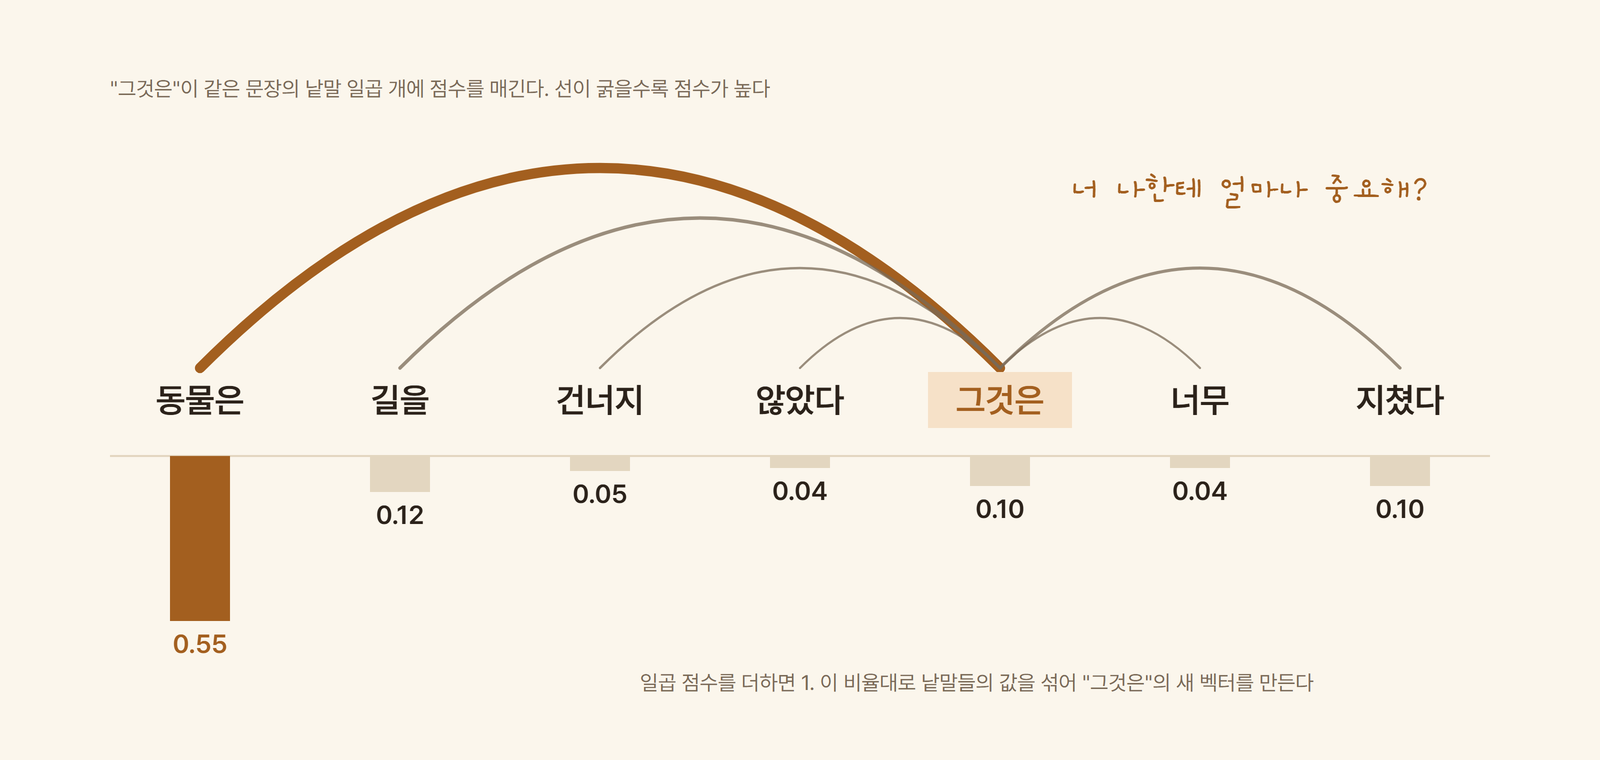 "그것은"이 같은 문장의 낱말 일곱 개에 점수를 매긴다. 선이 굵을수록 점수가 높다
너 나한테 얼마나 중요해?
동물은 길을 건너지 않았다 그것은 너무 지쳤다
0.55 0.12 0.05 0.04 0.10 0.04 0.10
일곱 점수를 더하면 1. 이 비율대로 낱말들의 값을 섞어 "그것은"의 새 벡터를 만든다